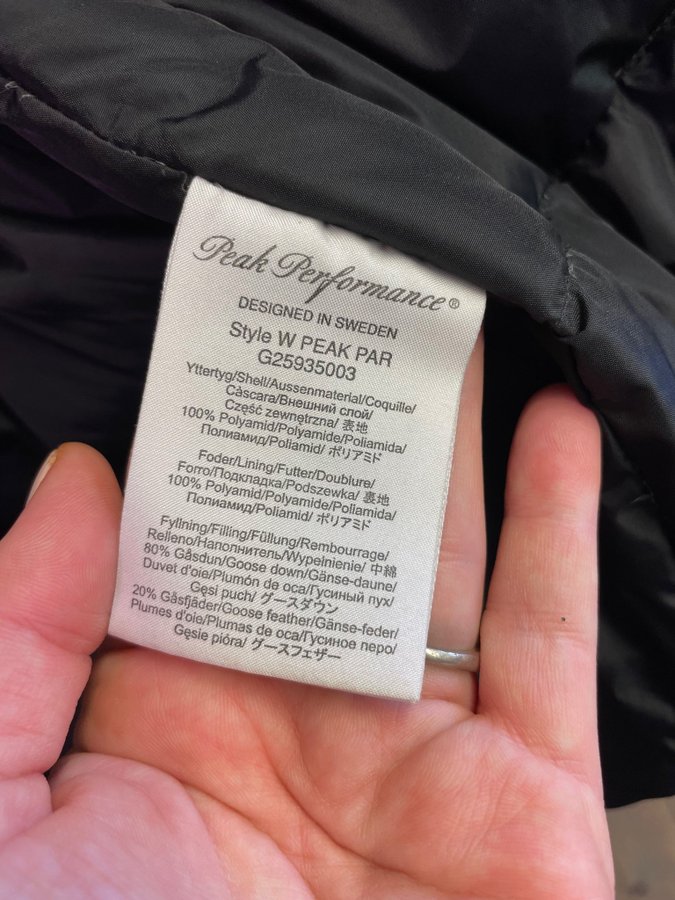 Peak Performance®
DESIGNED IN SWEDEN
Style W PEAK PAR
G25935003
Yttertyg/Shell/Aussenmaterial/Coquille/
Càscara/Внешний слой/
Część zewnętrzna/ 表地
100% Polyamid/Polyamide/Poliamida/
Полиамид/Poliamid/ ポリアミド
Foder/Lining/Futter/Doublure/
Forro/Подкладка/Podszewka/ 裏地
100% Polyamid/Polyamide/Poliamida/
Полиамид/Poliamid/ ポリアミド
Fyllning/Filling/Füllung/Rembourrage/
Relleno/Наполнитель/Wypełnienie/ 中綿
80% Gåsdun/Goose down/Gänse-daune/
Duvet d'oie/Plumón de oca/Гусиный пух/
Gęsi puch/ グースダウン
20% Gåsfjäder/Goose feather/Gänse-feder/
Plumes d'oie/Plumas de oca/Гусиное перо/
Gęsie pióra/ グースフェザー